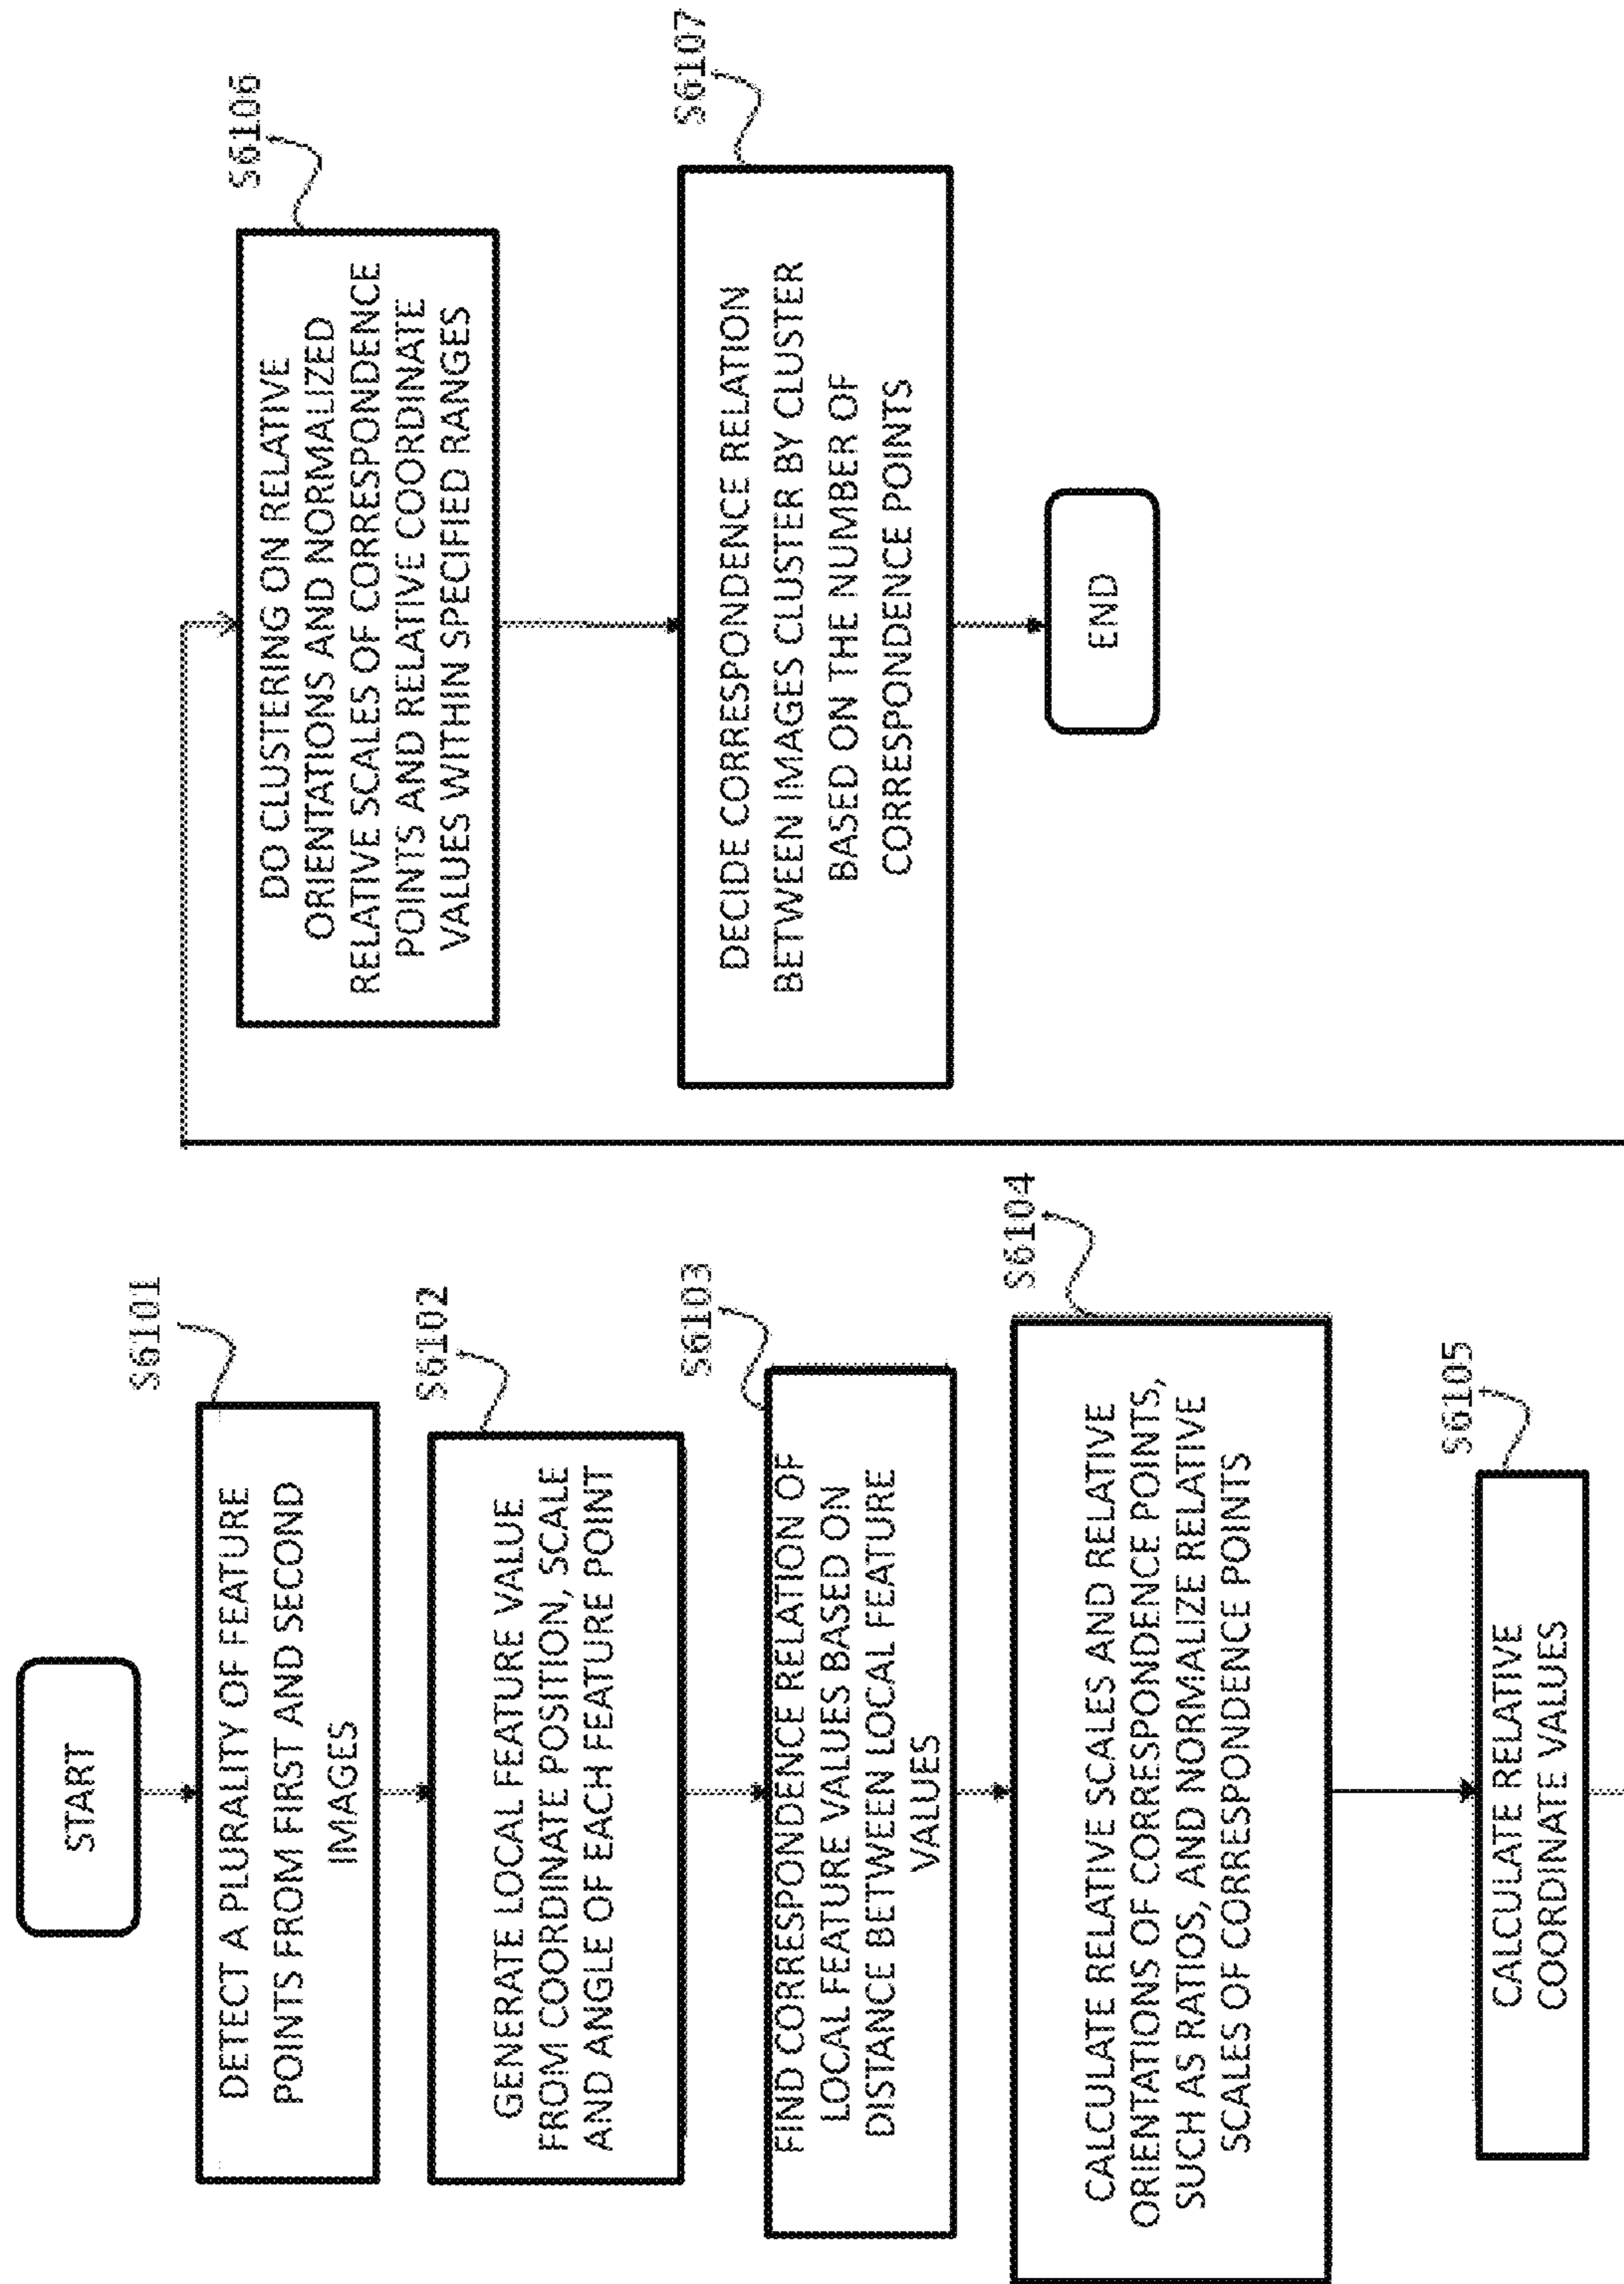 START
S6101
DETECT A PLURALITY OF FEATURE
POINTS FROM FIRST AND SECOND
IMAGES
S6102
GENERATE LOCAL FEATURE VALUE
FROM COORDINATE POSITION, SCALE
AND ANGLE OF EACH FEATURE POINT
S6103
FIND CORRESPONDENCE RELATION OF
LOCAL FEATURE VALUES BASED ON
DISTANCE BETWEEN LOCAL FEATURE
VALUES
S6104
CALCULATE RELATIVE SCALES AND RELATIVE
ORIENTATIONS OF CORRESPONDENCE POINTS,
SUCH AS RATIOS, AND NORMALIZE RELATIVE
SCALES OF CORRESPONDENCE POINTS
S6105
CALCULATE RELATIVE
COORDINATE VALUES
S6106
DO CLUSTERING ON RELATIVE
ORIENTATIONS AND NORMALIZED
RELATIVE SCALES OF CORRESPONDENCE
POINTS AND RELATIVE COORDINATE
VALUES WITHIN SPECIFIED RANGES
S6107
DECIDE CORRESPONDENCE RELATION
BETWEEN IMAGES CLUSTER BY CLUSTER
BASED ON THE NUMBER OF
CORRESPONDENCE POINTS
END